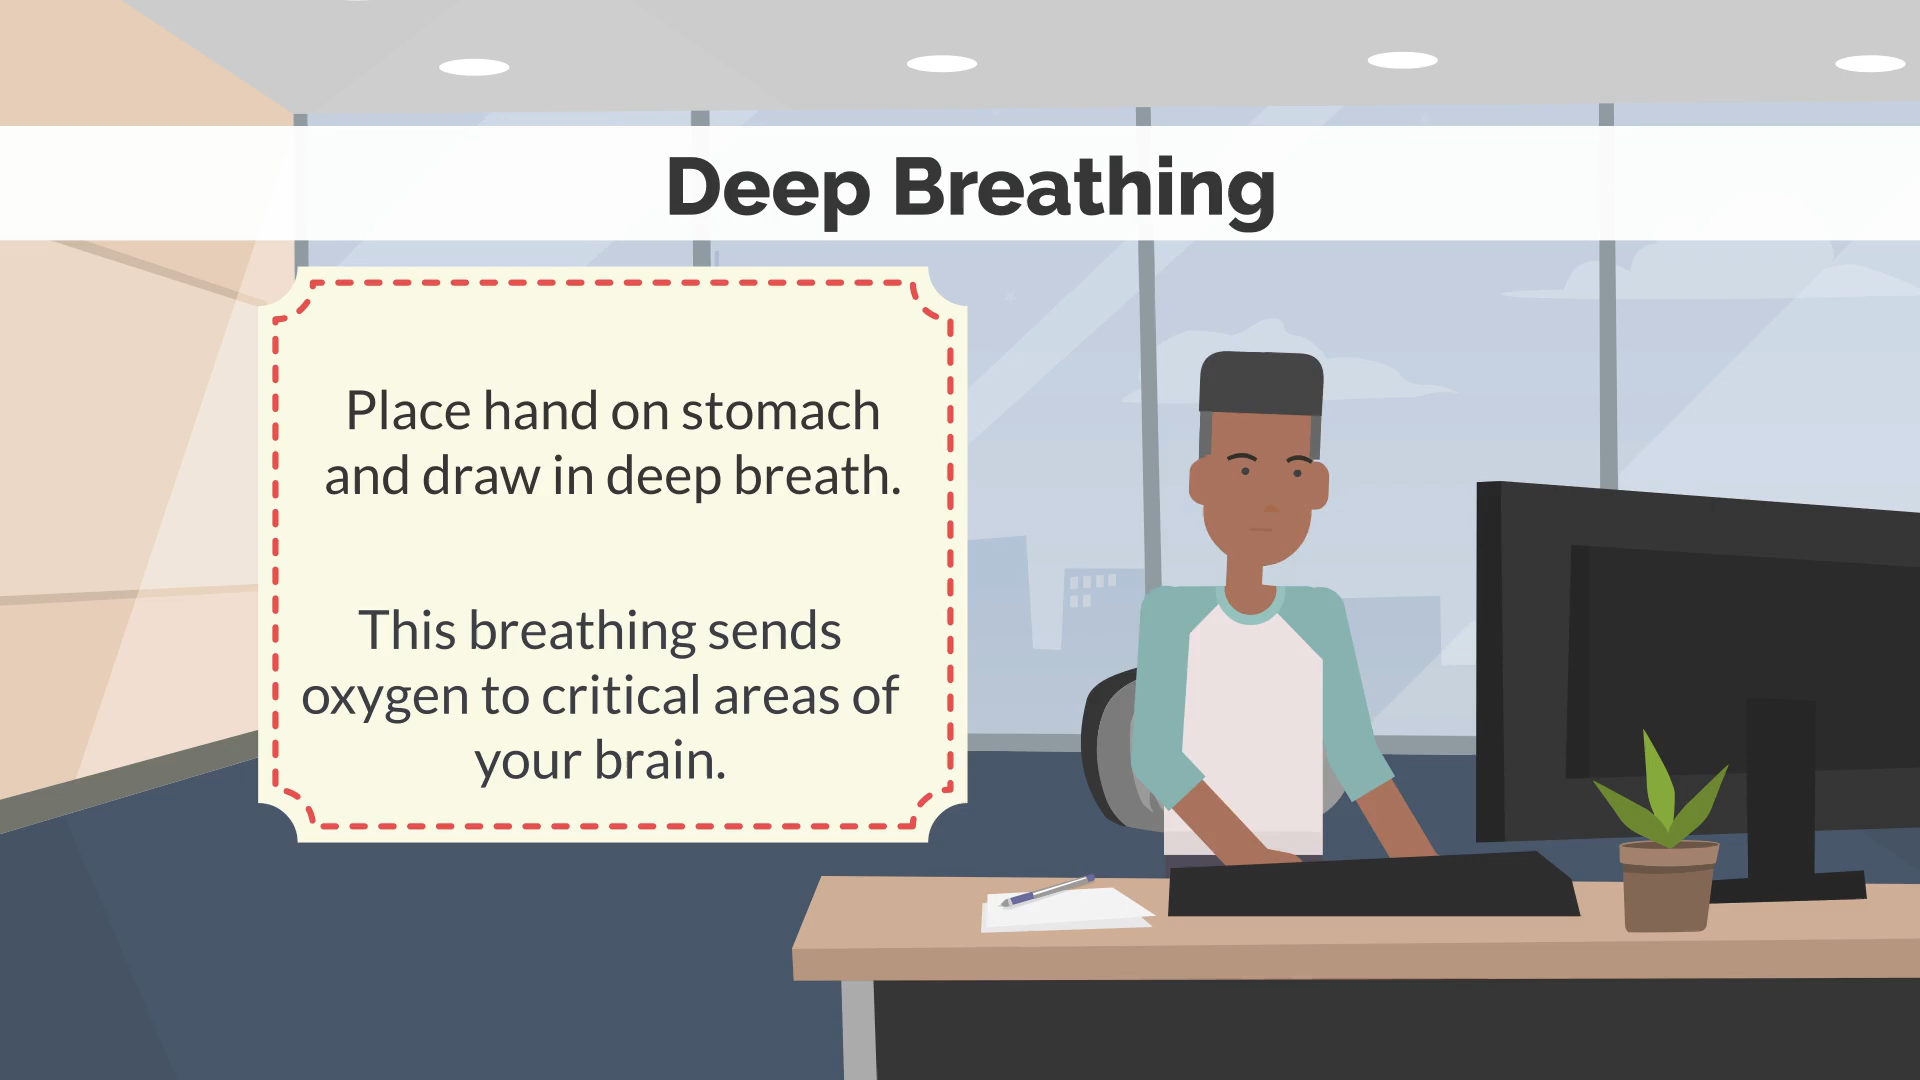 Deep Breathing
Place hand on stomach
and draw in deep breath.
This breathing sends
oxygen to critical areas of
your brain.